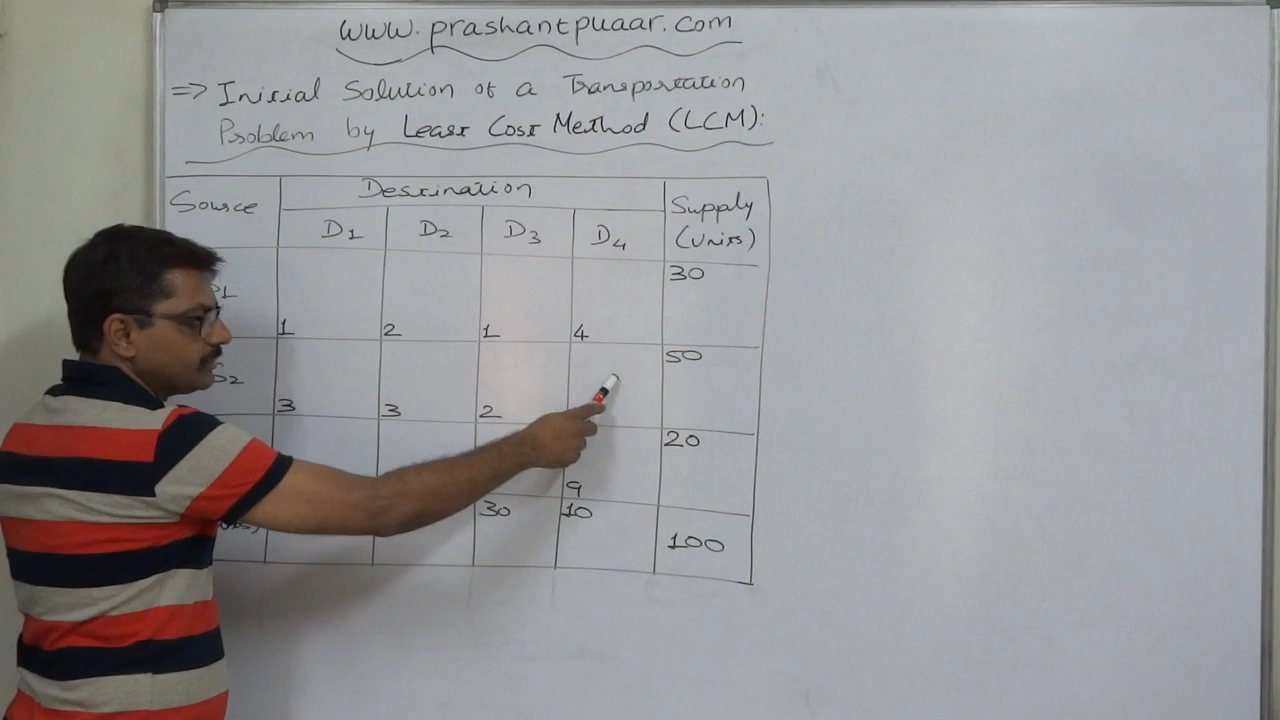 www.prashantpuaar.com
=> Initial Solution of a Transportation
Problem by Least Cost Method (LCM):
Source Destination Supply (Units)
D1 D2 D3 D4
30
1 2 1 4
50
3 3 2
20
9
30 10
100